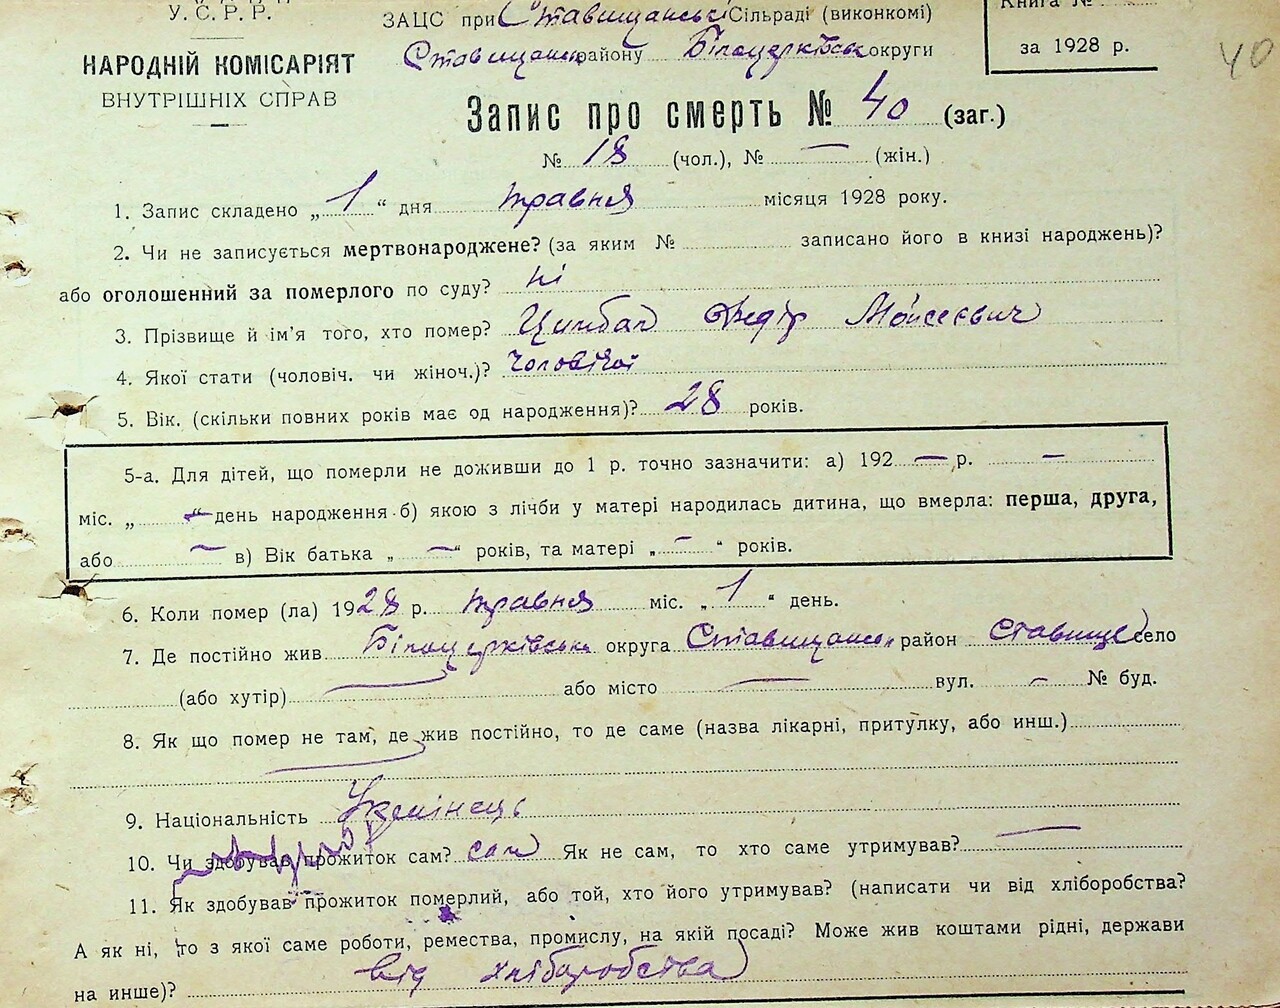 У.С.Р.Р.
НАРОДНІЙ КОМІСАРІЯТ
ВНУТРІШНІХ СПРАВ
ЗАЦС при Ставищанські Сільраді (виконкомі)
Ставищанськ району Білоцерківськ округи
Книга №
за 1928 р.
40
Запис про смерть № 40 (заг.)
№ 18 (чол.), № — (жін.)
1. Запис складено „ 1 “ дня травня місяця 1928 року.
2. Чи не записується мертвонароджене? (за яким № записано його в книзі народжень)?
або оголошенний за померлого по суду? ні
3. Прізвище й ім'я того, хто помер? Цимбал Федір Мойсеєвич
4. Якої стати (чоловіч. чи жіноч.)? чоловічої
5. Вік. (скільки повних років має од народження)? 28 років.
5-а. Для дітей, що померли не доживши до 1 р. точно зазначити: а) 192 — р. —
міс. „ — “ день народження б) якою з лічби у матері народилась дитина, що вмерла: перша, друга,
або — в) Вік батька „ — “ років, та матері „ — “ років.
6. Коли помер (ла) 1928 р. травня міс. „ 1 “ день.
7. Де постійно жив Білоцерківськ округа Ставищанськ район Ставище село
(або хутір) — або місто — вул. — № буд.
8. Як що помер не там, де жив постійно, то де саме (назва лікарні, притулку, або инш.)
—
9. Національність Українець
10. Чи здобував прожиток сам? сам Як не сам, то хто саме утримував? —
11. Як здобував прожиток померлий, або той, хто його утримував? (написати чи від хліборобства?
А як ні, то з якої саме роботи, ремества, промислу, на якій посаді? Може жив коштами рідні, держави
на инше)? від хліборобства